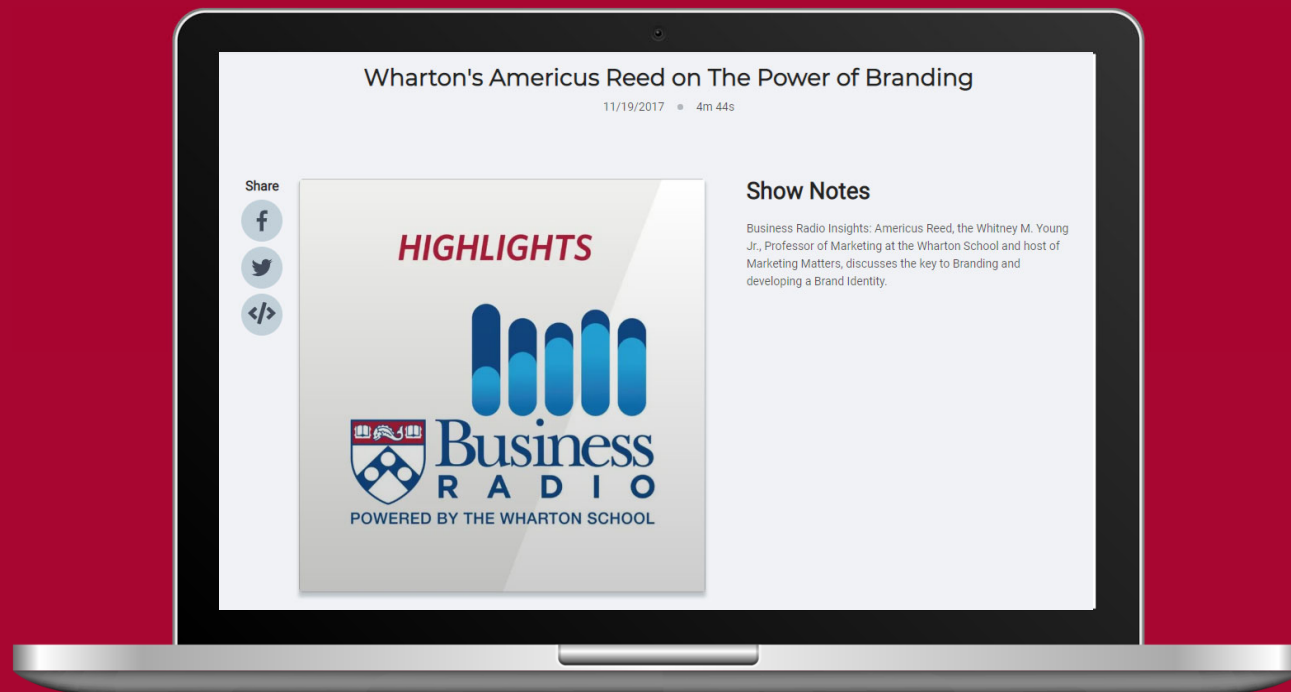 Wharton's Americus Reed on The Power of Branding
11/19/2017 4m 44s
Share
HIGHLIGHTS
Business
RADIO
POWERED BY THE WHARTON SCHOOL
Show Notes
Business Radio Insights: Americus Reed, the Whitney M. Young
Jr., Professor of Marketing at the Wharton School and host of
Marketing Matters, discusses the key to Branding and
developing a Brand Identity.